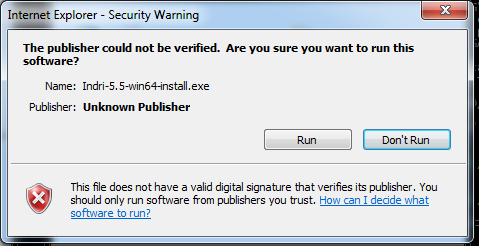 Internet Explorer - Security Warning
The publisher could not be verified.  Are you sure you want to run this
software?
Name: Indri-5.5-win64-install.exe
Publisher: Unknown Publisher
Run Don't Run
This file does not have a valid digital signature that verifies its publisher. You
should only run software from publishers you trust. How can I decide what
software to run?